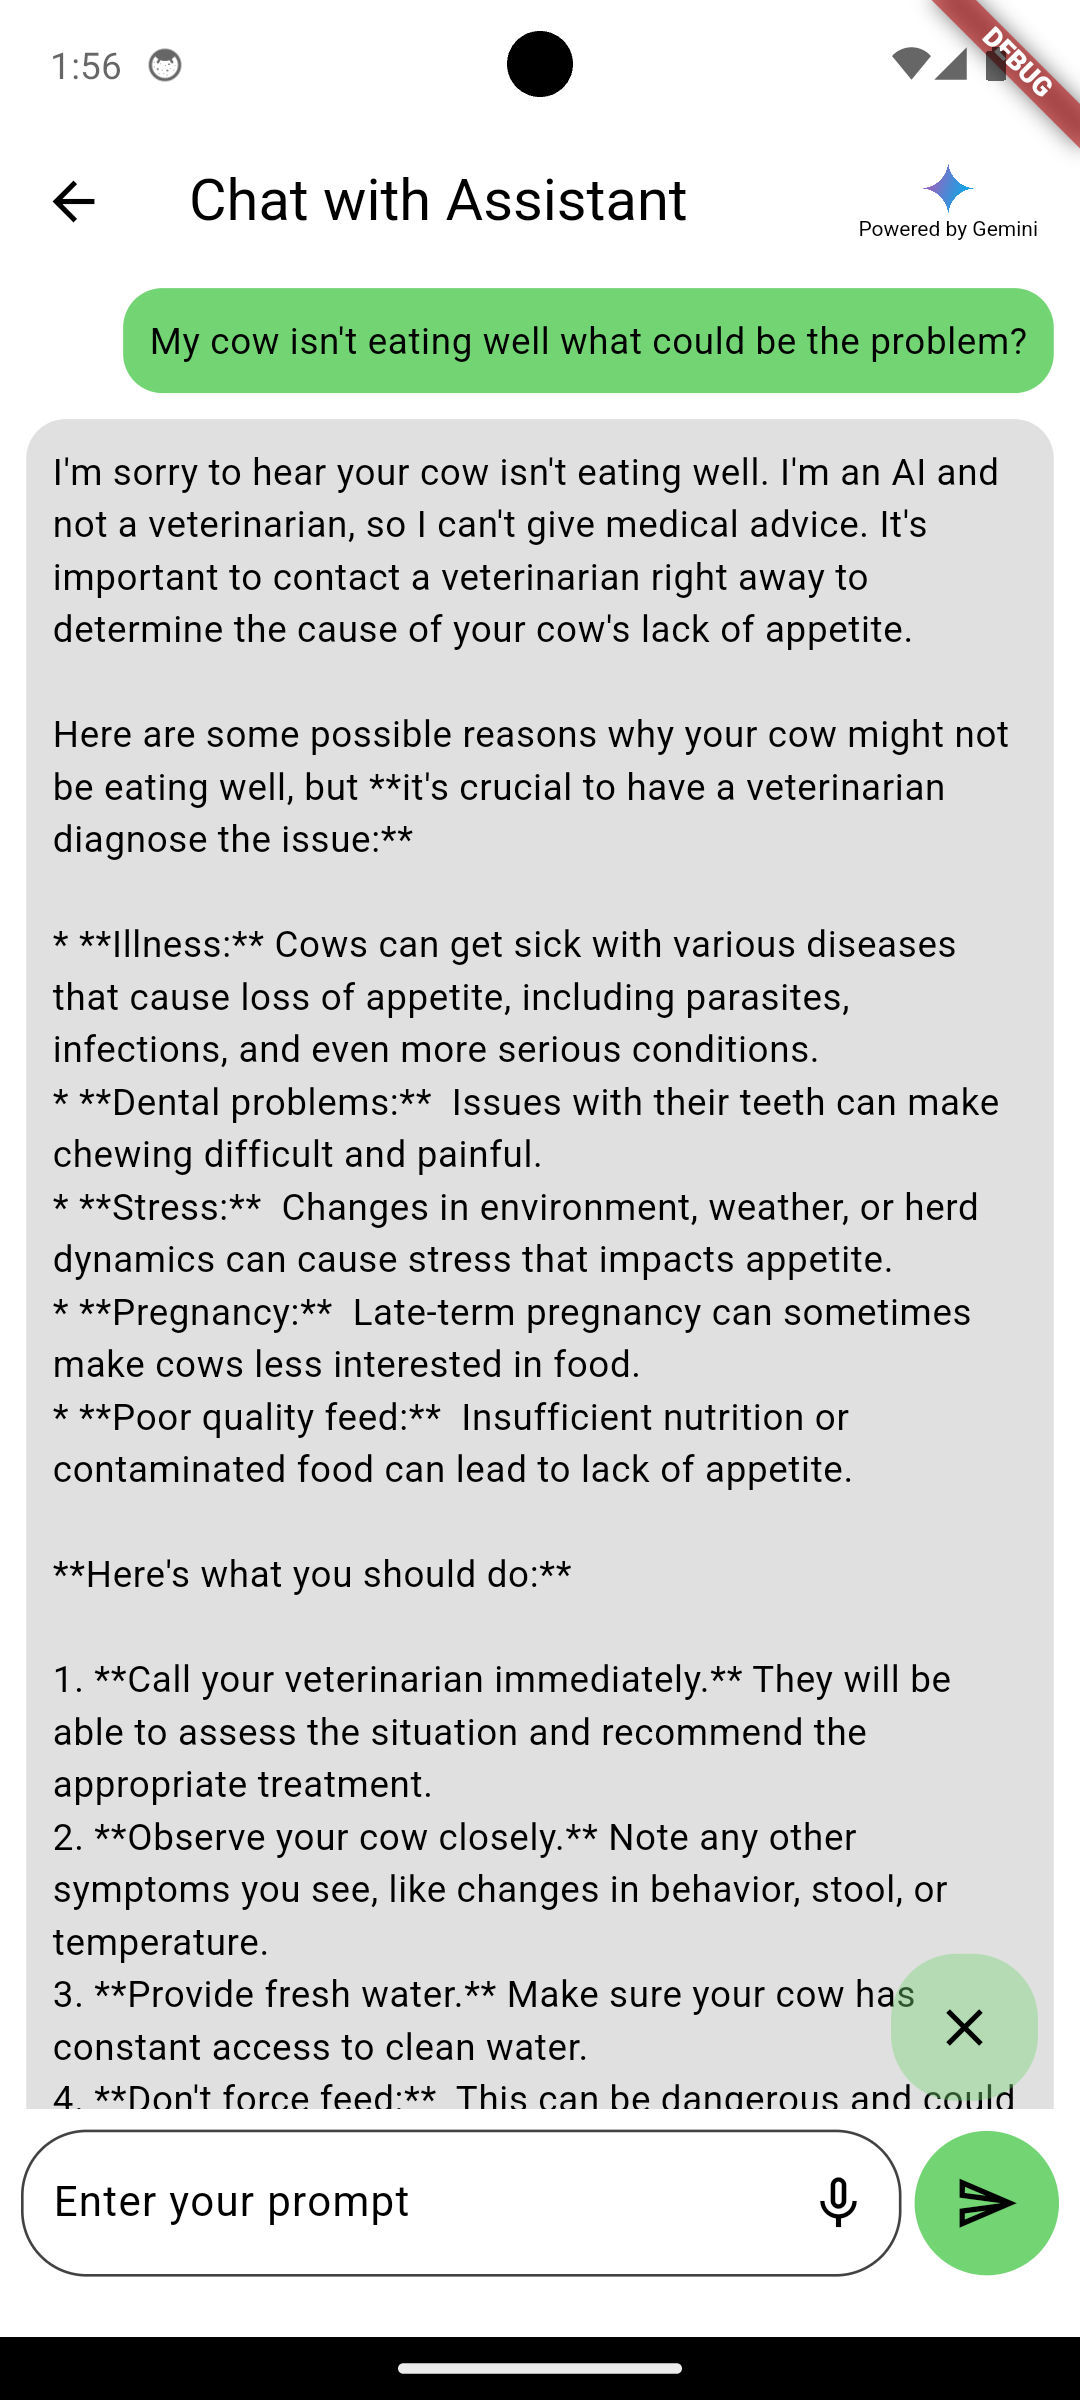 1:56
DEBUG
Chat with Assistant
Powered by Gemini
My cow isn't eating well what could be the problem?
I'm sorry to hear your cow isn't eating well. I'm an AI and
not a veterinarian, so I can't give medical advice. It's
important to contact a veterinarian right away to
determine the cause of your cow's lack of appetite.
Here are some possible reasons why your cow might not
be eating well, but **it's crucial to have a veterinarian
diagnose the issue:**
* **Illness:** Cows can get sick with various diseases
that cause loss of appetite, including parasites,
infections, and even more serious conditions.
* **Dental problems:**  Issues with their teeth can make
chewing difficult and painful.
* **Stress:**  Changes in environment, weather, or herd
dynamics can cause stress that impacts appetite.
* **Pregnancy:**  Late-term pregnancy can sometimes
make cows less interested in food.
* **Poor quality feed:**  Insufficient nutrition or
contaminated food can lead to lack of appetite.
**Here's what you should do:**
1. **Call your veterinarian immediately.** They will be
able to assess the situation and recommend the
appropriate treatment.
2. **Observe your cow closely.** Note any other
symptoms you see, like changes in behavior, stool, or
temperature.
3. **Provide fresh water.** Make sure your cow has
constant access to clean water.
4. **Don't force feed:**  This can be dangerous and could
Enter your prompt